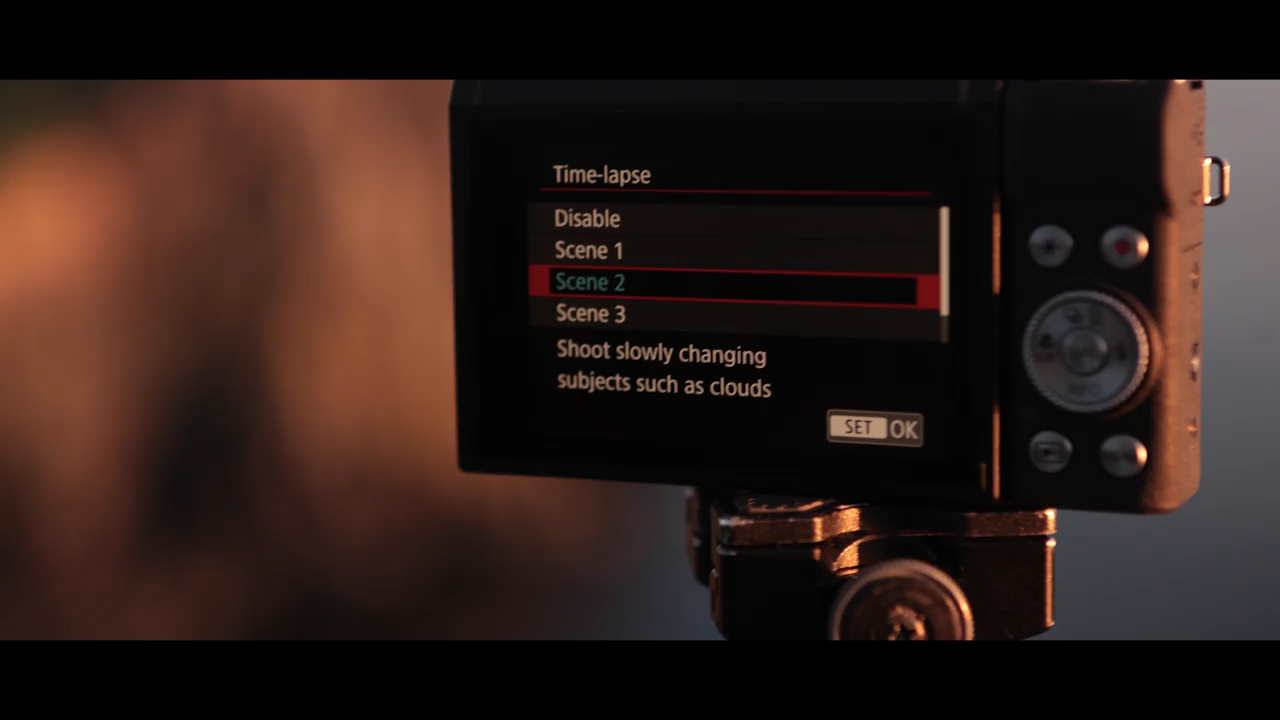 Time-lapse
Disable
Scene 1
Scene 2
Scene 3
Shoot slowly changing
subjects such as clouds
SET OK